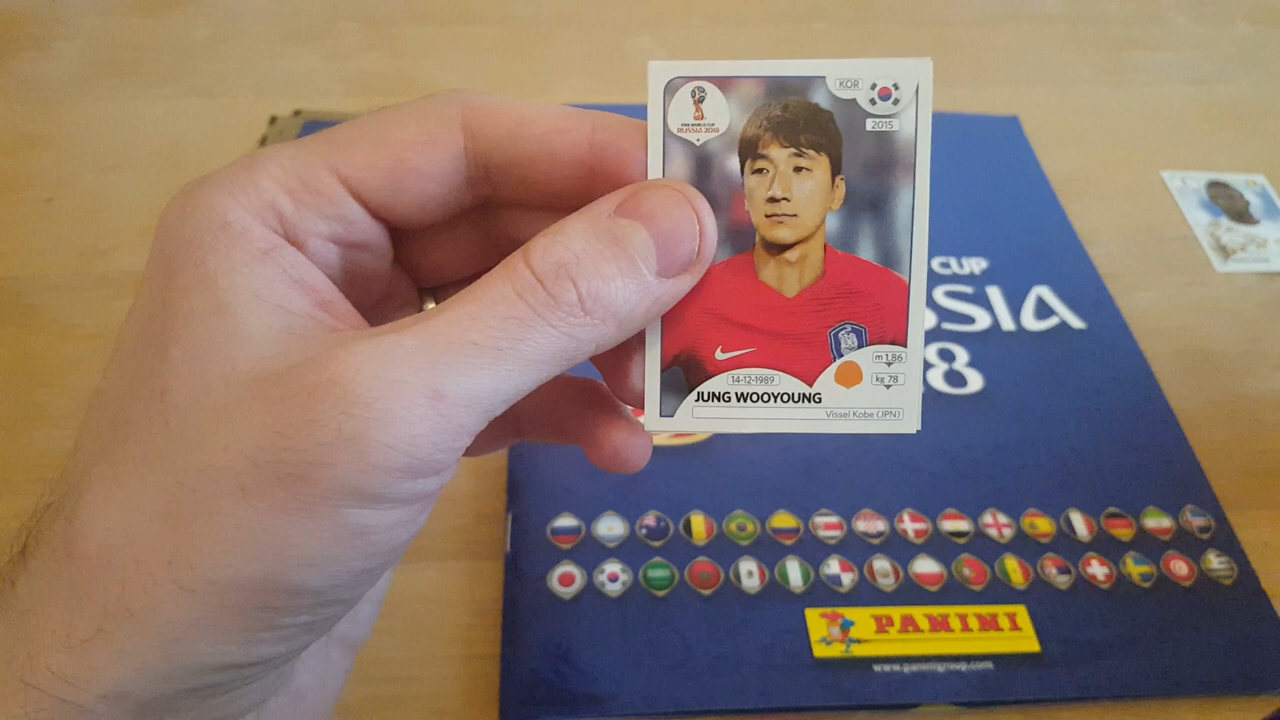 KOR
2015
FIFA WORLD CUP
RUSSIA 2018
m 1,86
kg 78
14-12-1989
JUNG WOOYOUNG
Vissel Kobe (JPN)
CUP
SSIA
8
PANINI
www.paninigroup.com